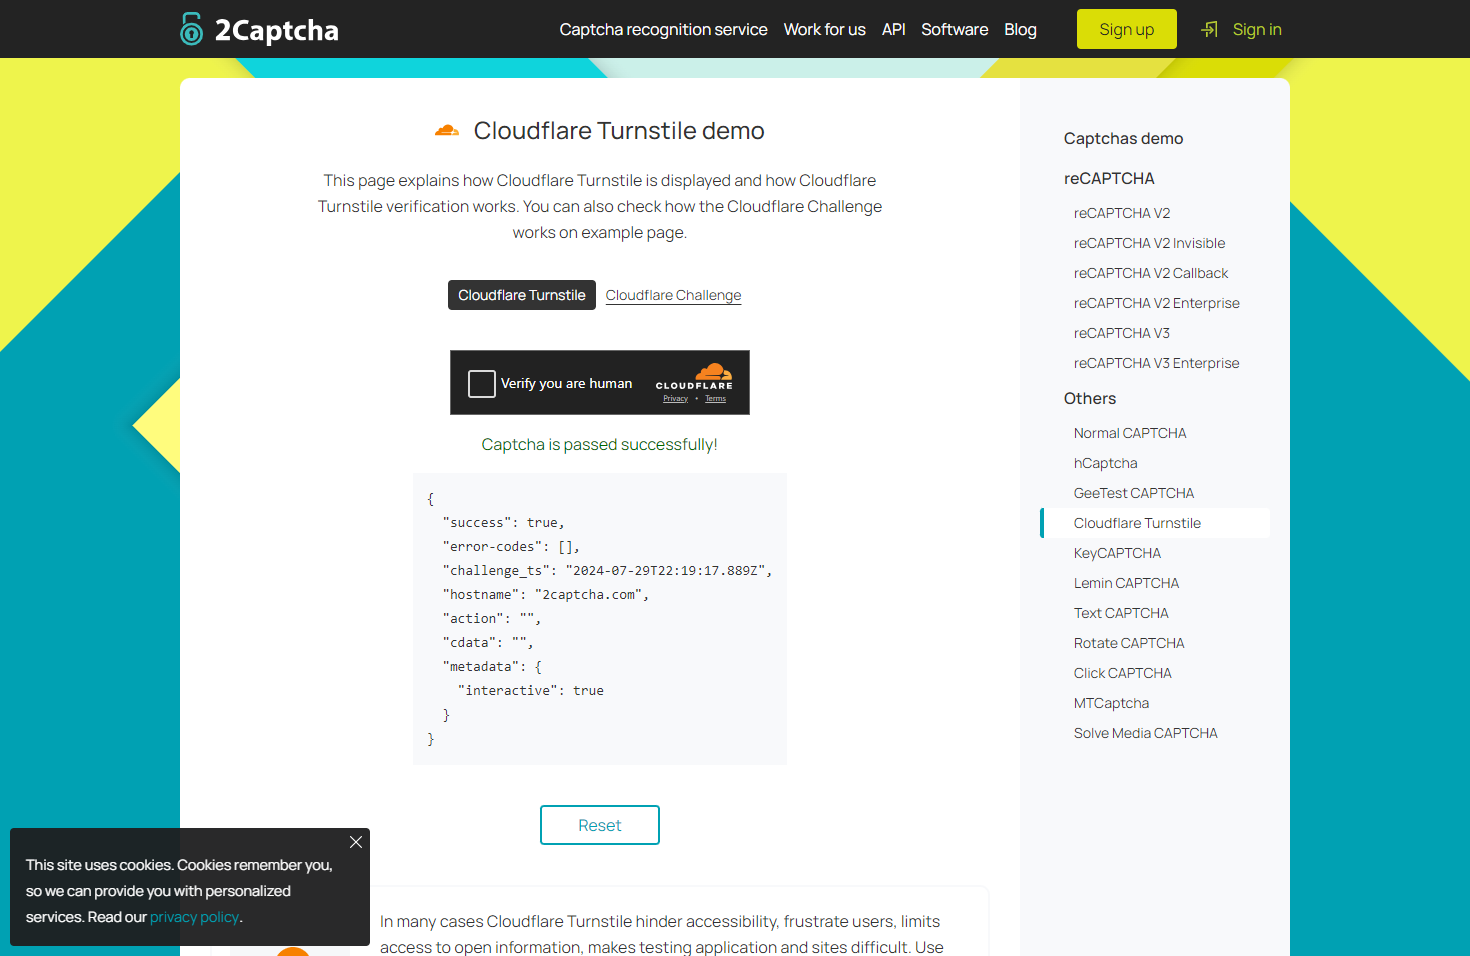 2Captcha
Captcha recognition service
Work for us
API
Software
Blog
Sign up
Sign in
Cloudflare Turnstile demo
This page explains how Cloudflare Turnstile is displayed and how Cloudflare
Turnstile verification works. You can also check how the Cloudflare Challenge
works on example page.
Cloudflare Turnstile
Cloudflare Challenge
Verify you are human
CLOUDFLARE
Privacy • Terms
Captcha is passed successfully!
{
"success": true,
"error-codes": [],
"challenge_ts": "2024-07-29T22:19:17.889Z",
"hostname": "2captcha.com",
"action": "",
"cdata": "",
"metadata": {
"interactive": true
}
}
Reset
In many cases Cloudflare Turnstile hinder accessibility, frustrate users, limits
access to open information, makes testing application and sites difficult. Use
Captchas demo
reCAPTCHA
reCAPTCHA V2
reCAPTCHA V2 Invisible
reCAPTCHA V2 Callback
reCAPTCHA V2 Enterprise
reCAPTCHA V3
reCAPTCHA V3 Enterprise
Others
Normal CAPTCHA
hCaptcha
GeeTest CAPTCHA
Cloudflare Turnstile
KeyCAPTCHA
Lemin CAPTCHA
Text CAPTCHA
Rotate CAPTCHA
Click CAPTCHA
MTCaptcha
Solve Media CAPTCHA
This site uses cookies. Cookies remember you,
so we can provide you with personalized
services. Read our privacy policy.